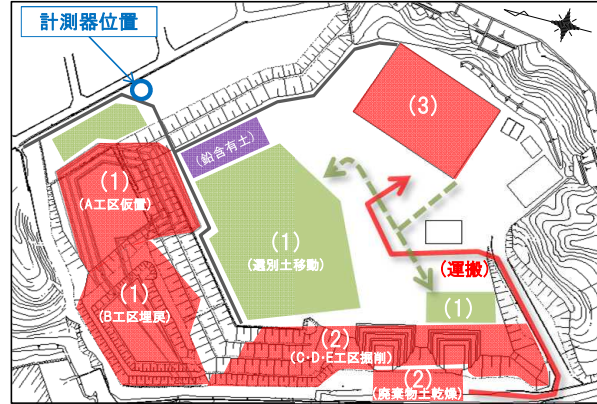 計測器位置
(3)
(鉛含有土)
(1)
(A工区仮置)
(1)
(選別土移動)
(運搬)
(1)
(B工区埋戻)
(1)
(2)
(C・D・E工区掘削)
(2)
(廃棄物土乾燥)